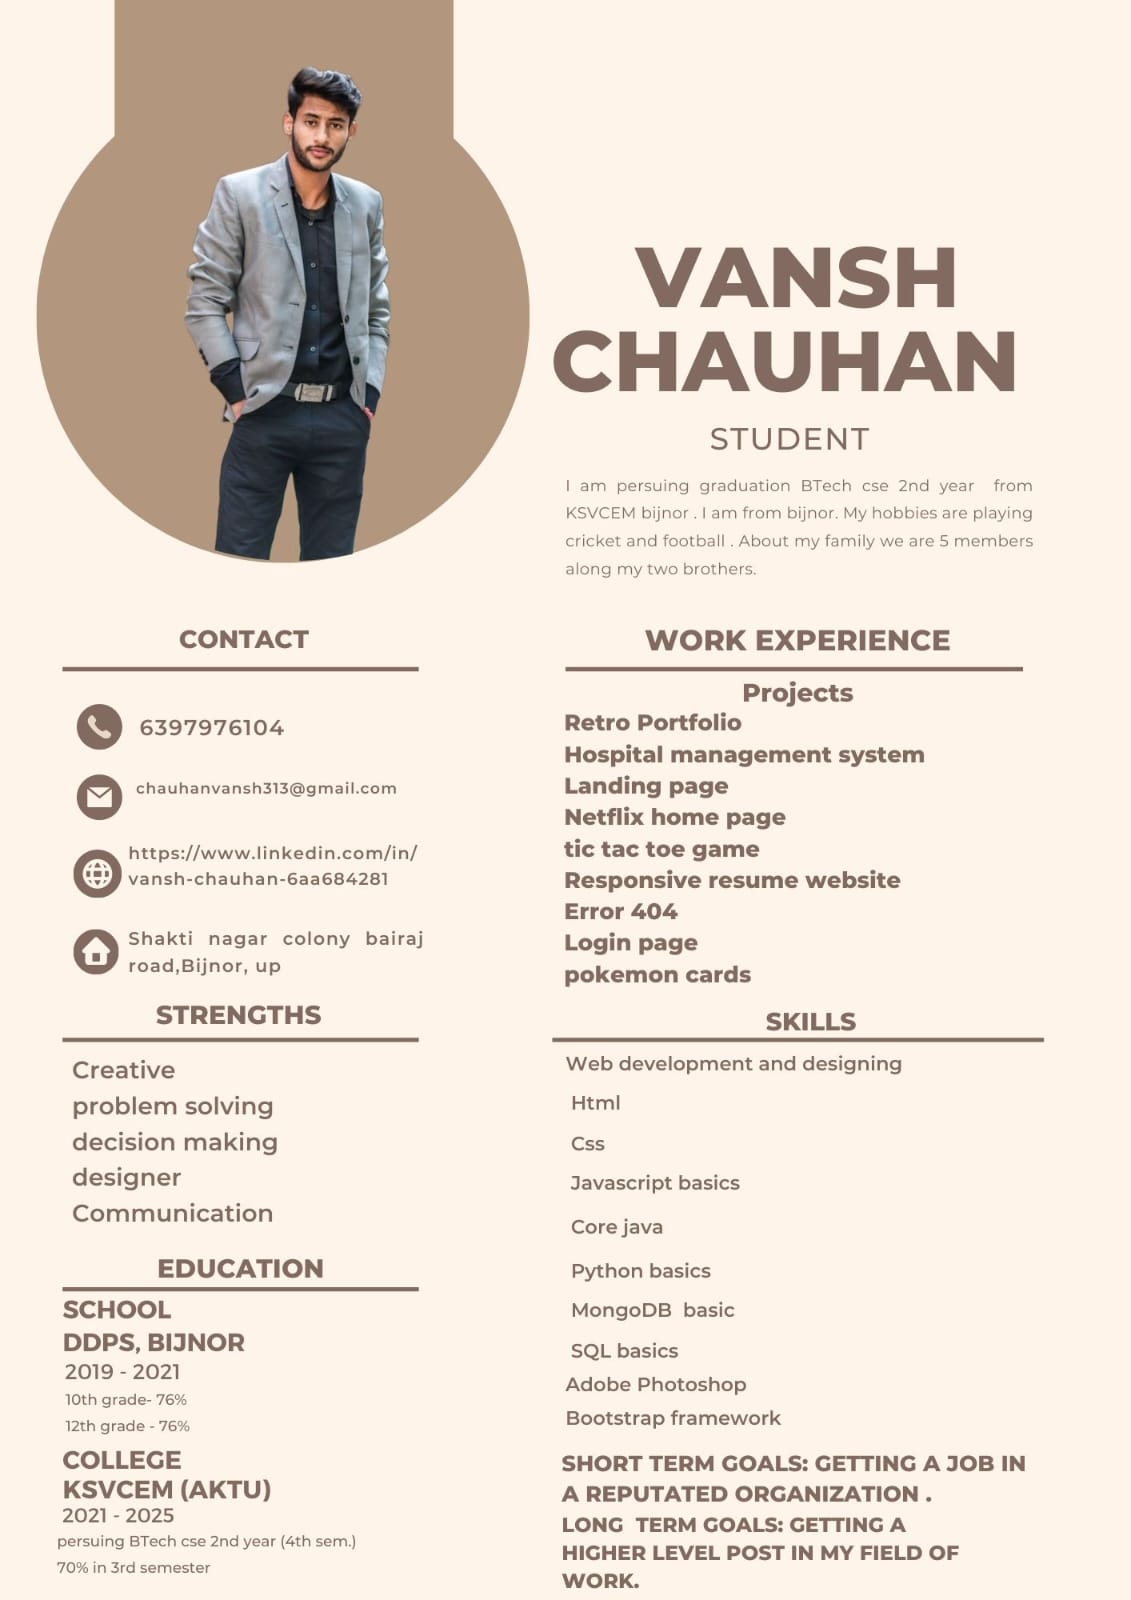 VANSH
CHAUHAN
STUDENT
I am persuing graduation BTech cse 2nd year from
KSVCEM bijnor . I am from bijnor. My hobbies are playing
cricket and football . About my family we are 5 members
along my two brothers.
CONTACT
6397976104
chauhanvansh313@gmail.com
https://www.linkedin.com/in/
vansh-chauhan-6aa684281
Shakti nagar colony bairaj
road,Bijnor, up
STRENGTHS
Creative
problem solving
decision making
designer
Communication
EDUCATION
SCHOOL
DDPS, BIJNOR
2019 - 2021
10th grade- 76%
12th grade - 76%
COLLEGE
KSVCEM (AKTU)
2021 - 2025
persuing BTech cse 2nd year (4th sem.)
70% in 3rd semester
WORK EXPERIENCE
Projects
Retro Portfolio
Hospital management system
Landing page
Netflix home page
tic tac toe game
Responsive resume website
Error 404
Login page
pokemon cards
SKILLS
Web development and designing
Html
Css
Javascript basics
Core java
Python basics
MongoDB basic
SQL basics
Adobe Photoshop
Bootstrap framework
SHORT TERM GOALS: GETTING A JOB IN
A REPUTATED ORGANIZATION .
LONG TERM GOALS: GETTING A
HIGHER LEVEL POST IN MY FIELD OF
WORK.